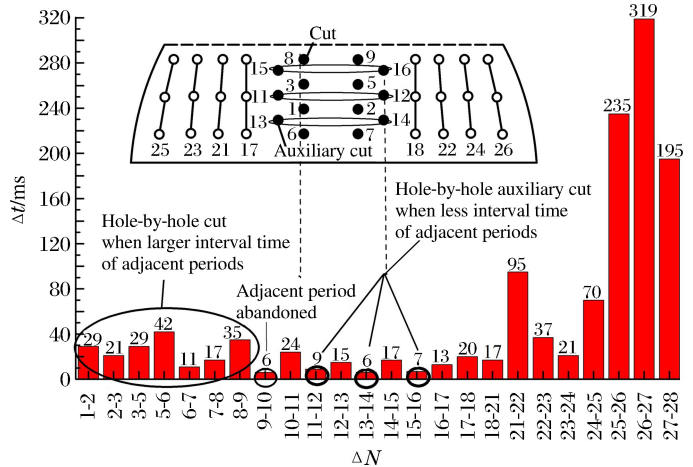 Δt/ms
320
280
240
200
160
120
80
40
0
Cut
8 9
15 16
3 5
11 12
1 2
13 14
6 7
Auxiliary cut
25 23 21 17 18 22 24 26
Hole-by-hole cut
when larger interval time
of adjacent periods
Adjacent period
abandoned
Hole-by-hole auxiliary cut
when less interval time
of adjacent periods
29 21 29 42 11 17 35 6 24 9 15 6 17 7 13 20 17 95 37 21 70 235 319 195
1-2 2-3 3-5 5-6 6-7 7-8 8-9 9-10 10-11 11-12 12-13 13-14 14-15 15-16 16-17 17-18 18-21 21-22 22-23 23-24 24-25 25-26 26-27 27-28
ΔN